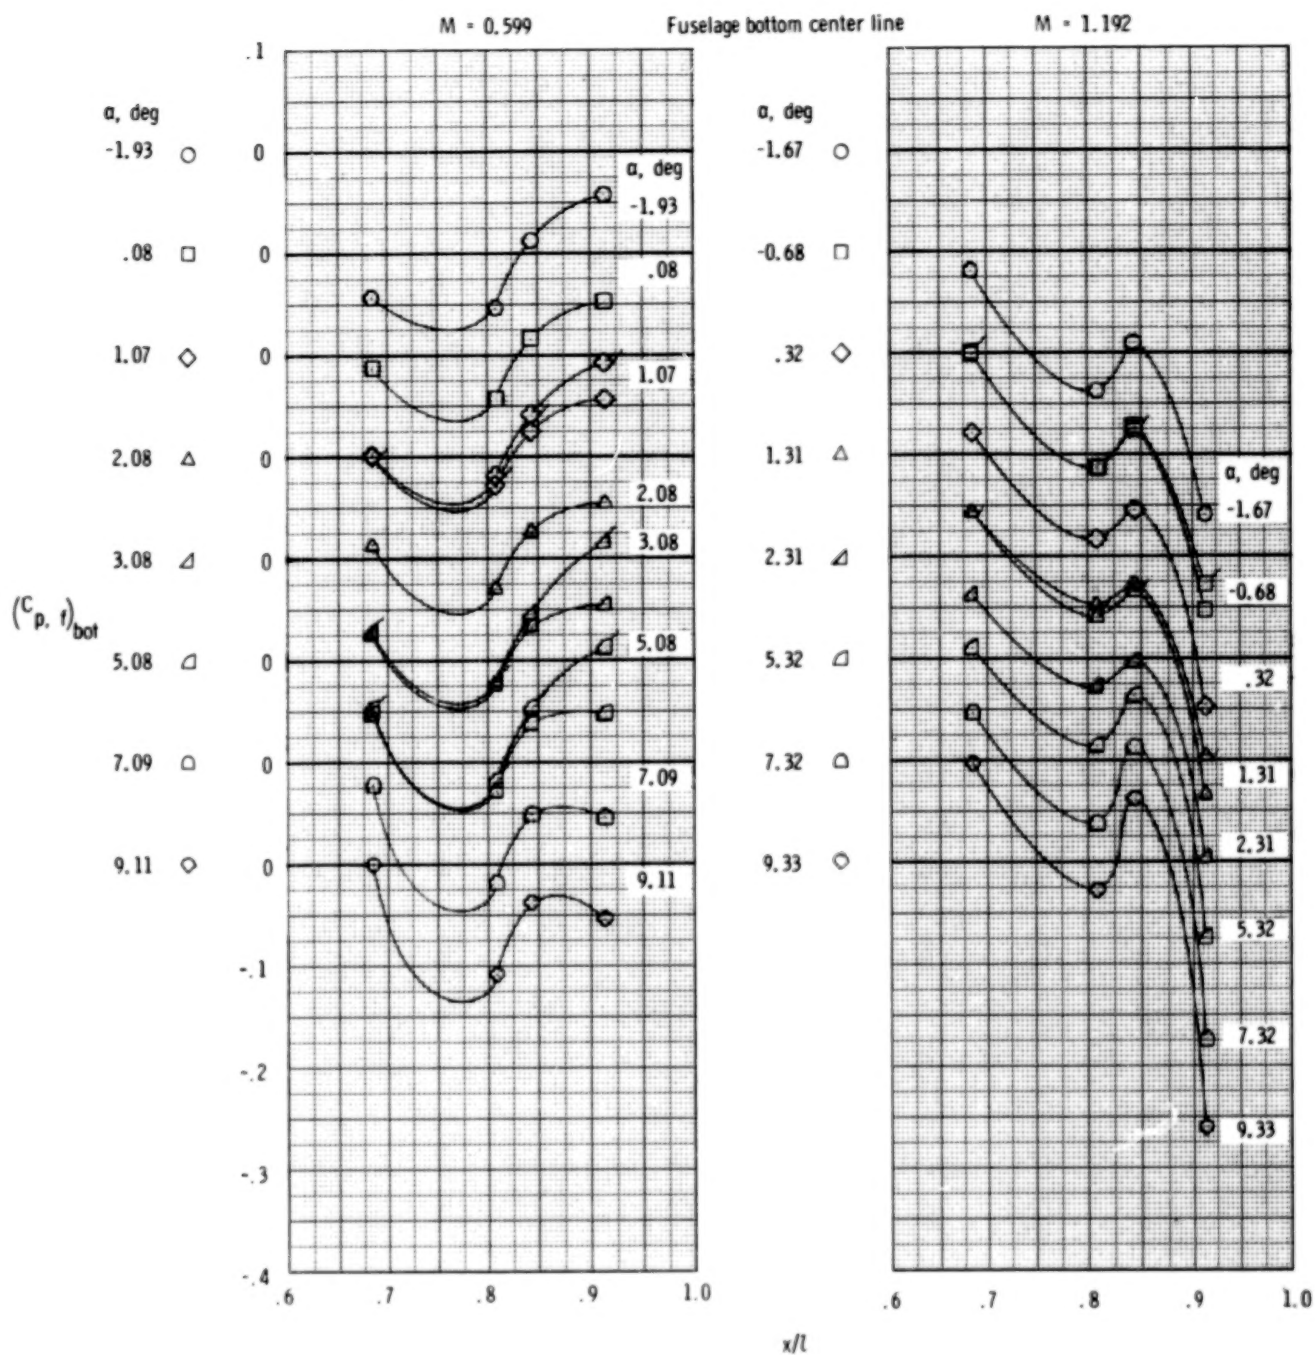 M = 0.599 Fuselage bottom center line M = 1.192
.1
α, deg α, deg
-1.93 0 -1.67
α, deg
-1.93
.08 0 -0.68
.08
1.07 0 .32
1.07
2.08 0 1.31
α, deg
2.08
-1.67
3.08
3.08 0 2.31
-0.68
(Cp, f)bot
5.08
5.08 0 5.32
.32
7.09 0 7.32
7.09
1.31
2.31
9.11 0 9.33
9.11
5.32
-.1
7.32
-.2
9.33
-.3
-.4
.6 .7 .8 .9 1.0 .6 .7 .8 .9 1.0
x/l